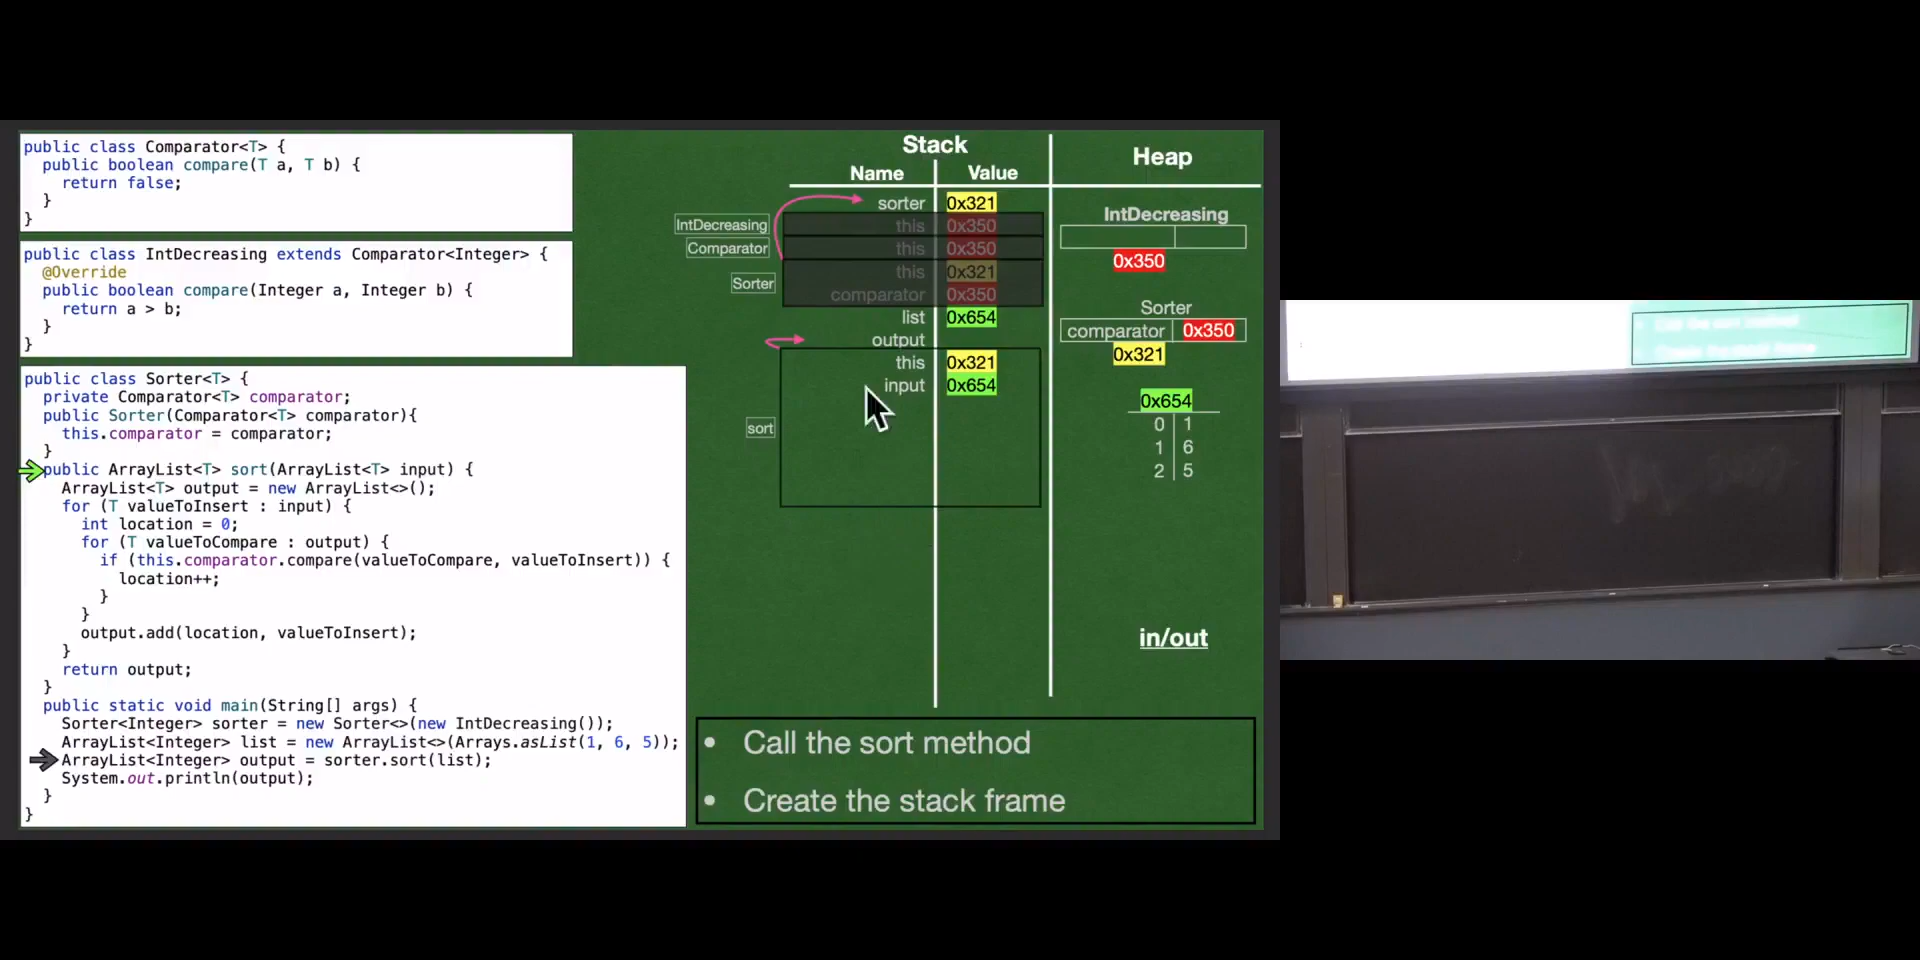 public class Comparator<T> {
  public boolean compare(T a, T b) {
    return false;
  }
}
public class IntDecreasing extends Comparator<Integer> {
  @Override
  public boolean compare(Integer a, Integer b) {
    return a > b;
  }
}
public class Sorter<T> {
  private Comparator<T> comparator;
  public Sorter(Comparator<T> comparator){
    this.comparator = comparator;
  }
  public ArrayList<T> sort(ArrayList<T> input) {
    ArrayList<T> output = new ArrayList<>();
    for (T valueToInsert : input) {
      int location = 0;
      for (T valueToCompare : output) {
        if (this.comparator.compare(valueToCompare, valueToInsert)) {
          location++;
        }
      }
      output.add(location, valueToInsert);
    }
    return output;
  }
  public static void main(String[] args) {
    Sorter<Integer> sorter = new Sorter<>(new IntDecreasing());
    ArrayList<Integer> list = new ArrayList<>(Arrays.asList(1, 6, 5));
    ArrayList<Integer> output = sorter.sort(list);
    System.out.println(output);
  }
}
Stack
Name Value
sorter 0x321
IntDecreasing this 0x350
Comparator this 0x350
Sorter this 0x321
comparator 0x350
list 0x654
output
this 0x321
input 0x654
sort
Heap
IntDecreasing
0x350
Sorter
comparator 0x350
0x321
0x654
0 1
1 6
2 5
in/out
• Call the sort method
• Create the stack frame